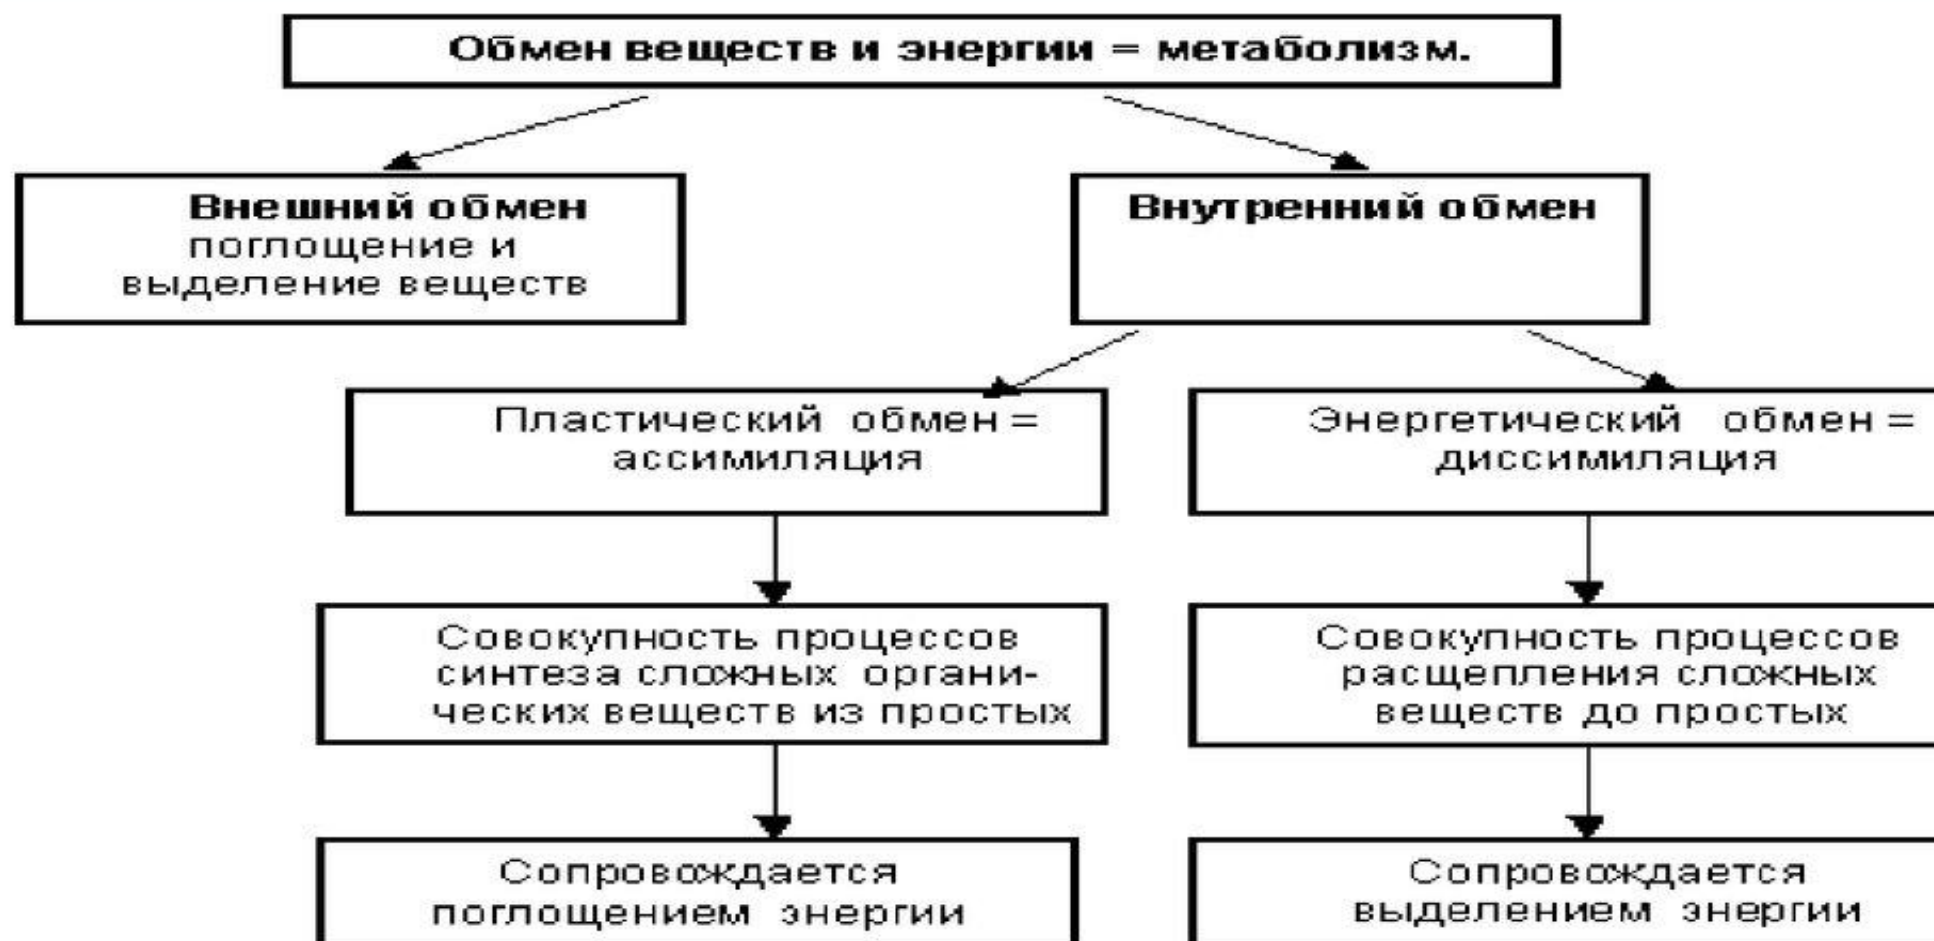 Обмен веществ и энергии = метаболизм.
Внешний обмен
поглощение и
выделение веществ
Внутренний обмен
Пластический обмен =
ассимиляция
Энергетический обмен =
диссимиляция
Совокупность процессов
синтеза сложных органи-
ческих веществ из простых
Совокупность процессов
расщепления сложных
веществ до простых
Сопровождается
поглощением энергии
Сопровождается
выделением энергии